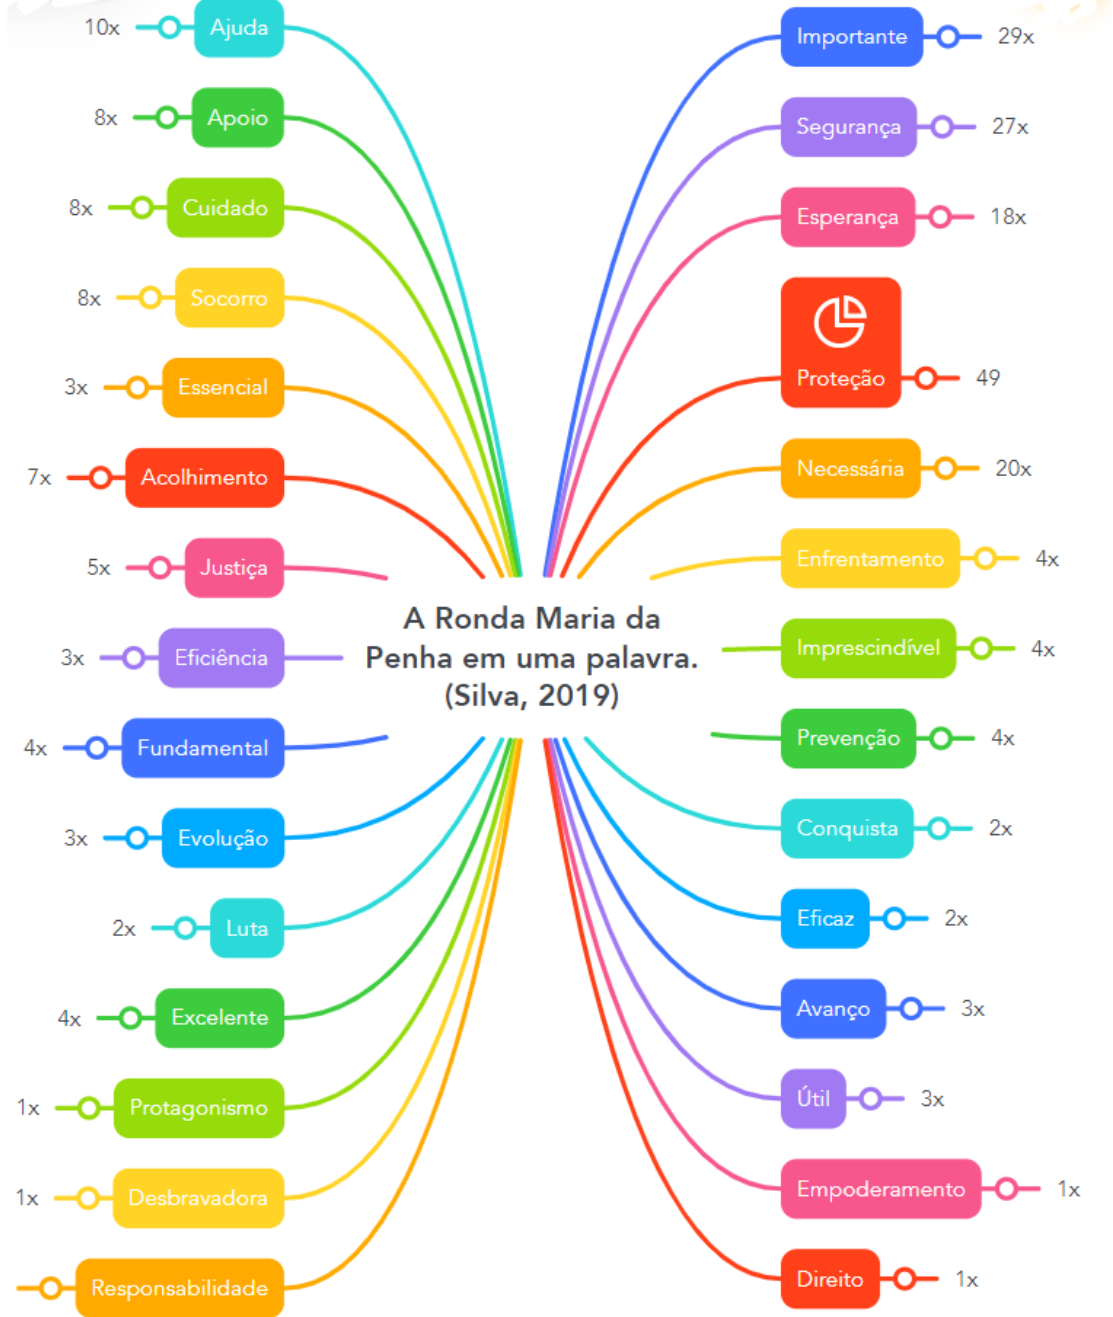 A Ronda Maria da
Penha em uma palavra.
(Silva, 2019)
Importante 29x
Segurança 27x
Esperança 18x
Proteção 49
Necessária 20x
Enfrentamento 4x
Imprescindível 4x
Prevenção 4x
Conquista 2x
Eficaz 2x
Avanço 3x
Útil 3x
Empoderamento 1x
Direito 1x
10x Ajuda
8x Apoio
8x Cuidado
8x Socorro
3x Essencial
7x Acolhimento
5x Justiça
3x Eficiência
4x Fundamental
3x Evolução
2x Luta
4x Excelente
1x Protagonismo
1x Desbravadora
Responsabilidade